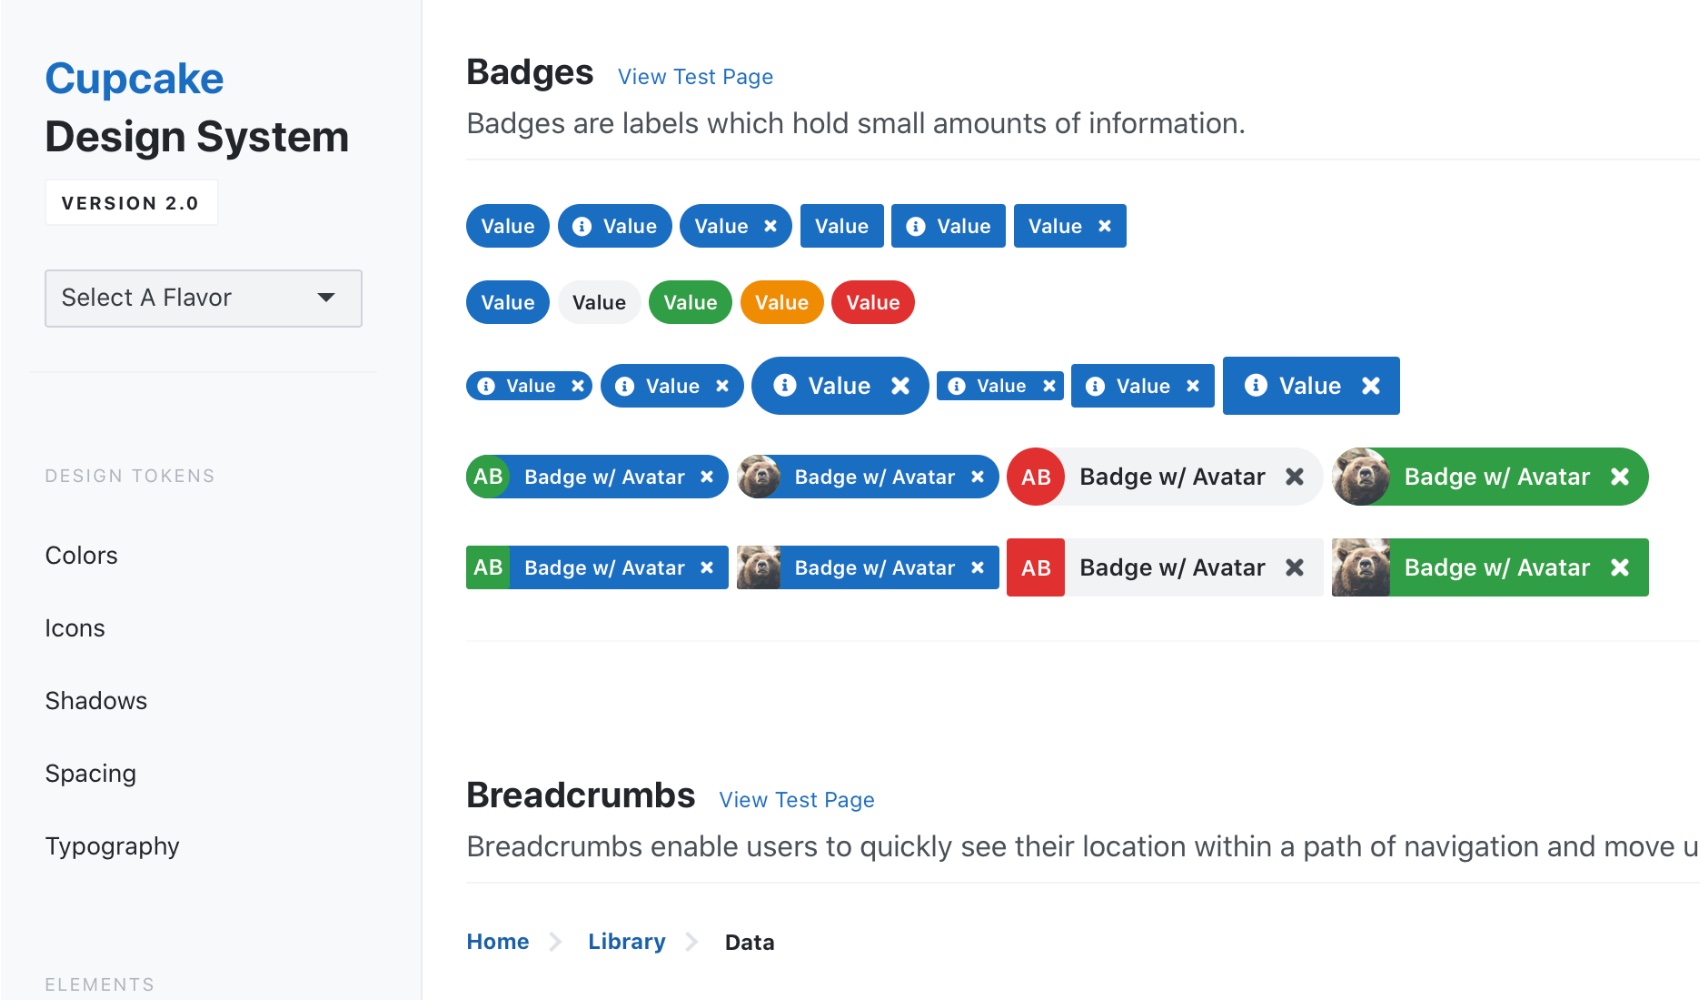 Cupcake
Design System
VERSION 2.0
Select A Flavor
DESIGN TOKENS
Colors
Icons
Shadows
Spacing
Typography
ELEMENTS
Badges View Test Page
Badges are labels which hold small amounts of information.
Value Value Value Value Value Value
Value Value Value Value Value
Value Value Value Value Value Value
AB Badge w/ Avatar Badge w/ Avatar AB Badge w/ Avatar Badge w/ Avatar
AB Badge w/ Avatar Badge w/ Avatar AB Badge w/ Avatar Badge w/ Avatar
Breadcrumbs View Test Page
Breadcrumbs enable users to quickly see their location within a path of navigation and move u
Home Library Data